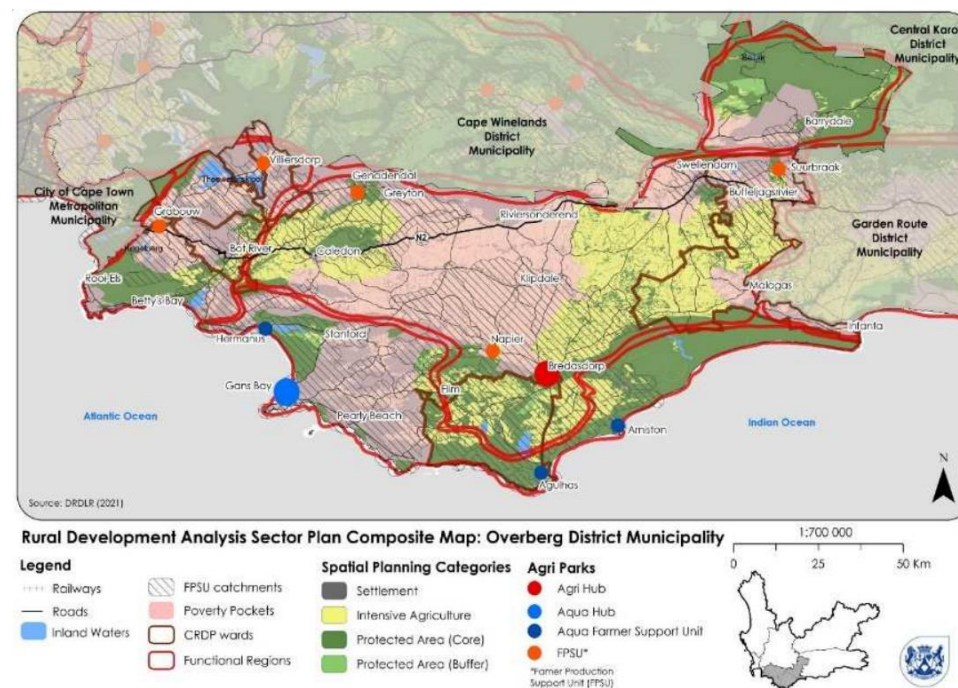 Central Karo
District
Municipality
Barrydale
Cape Winelands
District
Municipality
Swellendam
Suurbraak
Buffeljagsrivier
Villiersdorp
Genadendal
Greyton
City of Cape Town
Metropolitan
Municipality
Grabouw
Riviersonderend
Garden Route
District
Municipality
N2
Bot River
Caledon
Klipdale
Malagas
Rooi-Els
Betty's Bay
Infanta
Hermanus
Stanford
Napier
Bredasdorp
Gans Bay
Elim
Atlantic Ocean
Pearly Beach
Arniston
Indian Ocean
Agulhas
N
Source: DRDLR (2021)
Rural Development Analysis Sector Plan Composite Map: Overberg District Municipality
1:700 000
0 25 50 Km
Legend
Railways
Roads
Inland Waters
FPSU catchments
Poverty Pockets
CRDP wards
Functional Regions
Spatial Planning Categories
Settlement
Intensive Agriculture
Protected Area (Core)
Protected Area (Buffer)
Agri Parks
Agri Hub
Aqua Hub
Aqua Farmer Support Unit
FPSU*
*Farmer Production
Support Unit (FPSU)